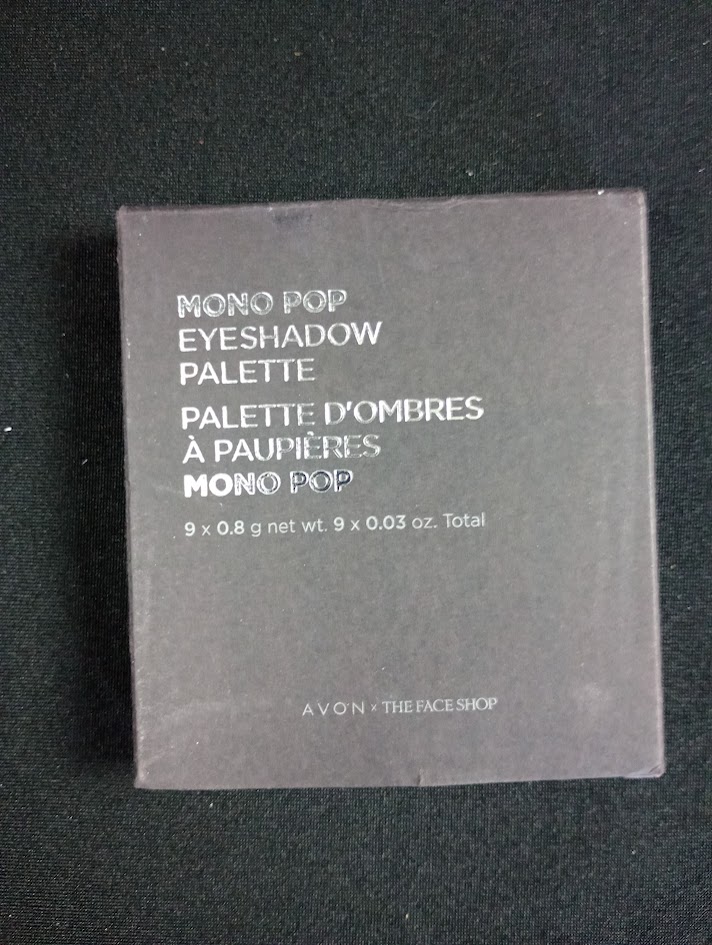 MONO POP
EYESHADOW
PALETTE
PALETTE D'OMBRES
À PAUPIÈRES
MONO POP
9 x 0.8 g net wt. 9 x 0.03 oz. Total
AVON × THE FACE SHOP